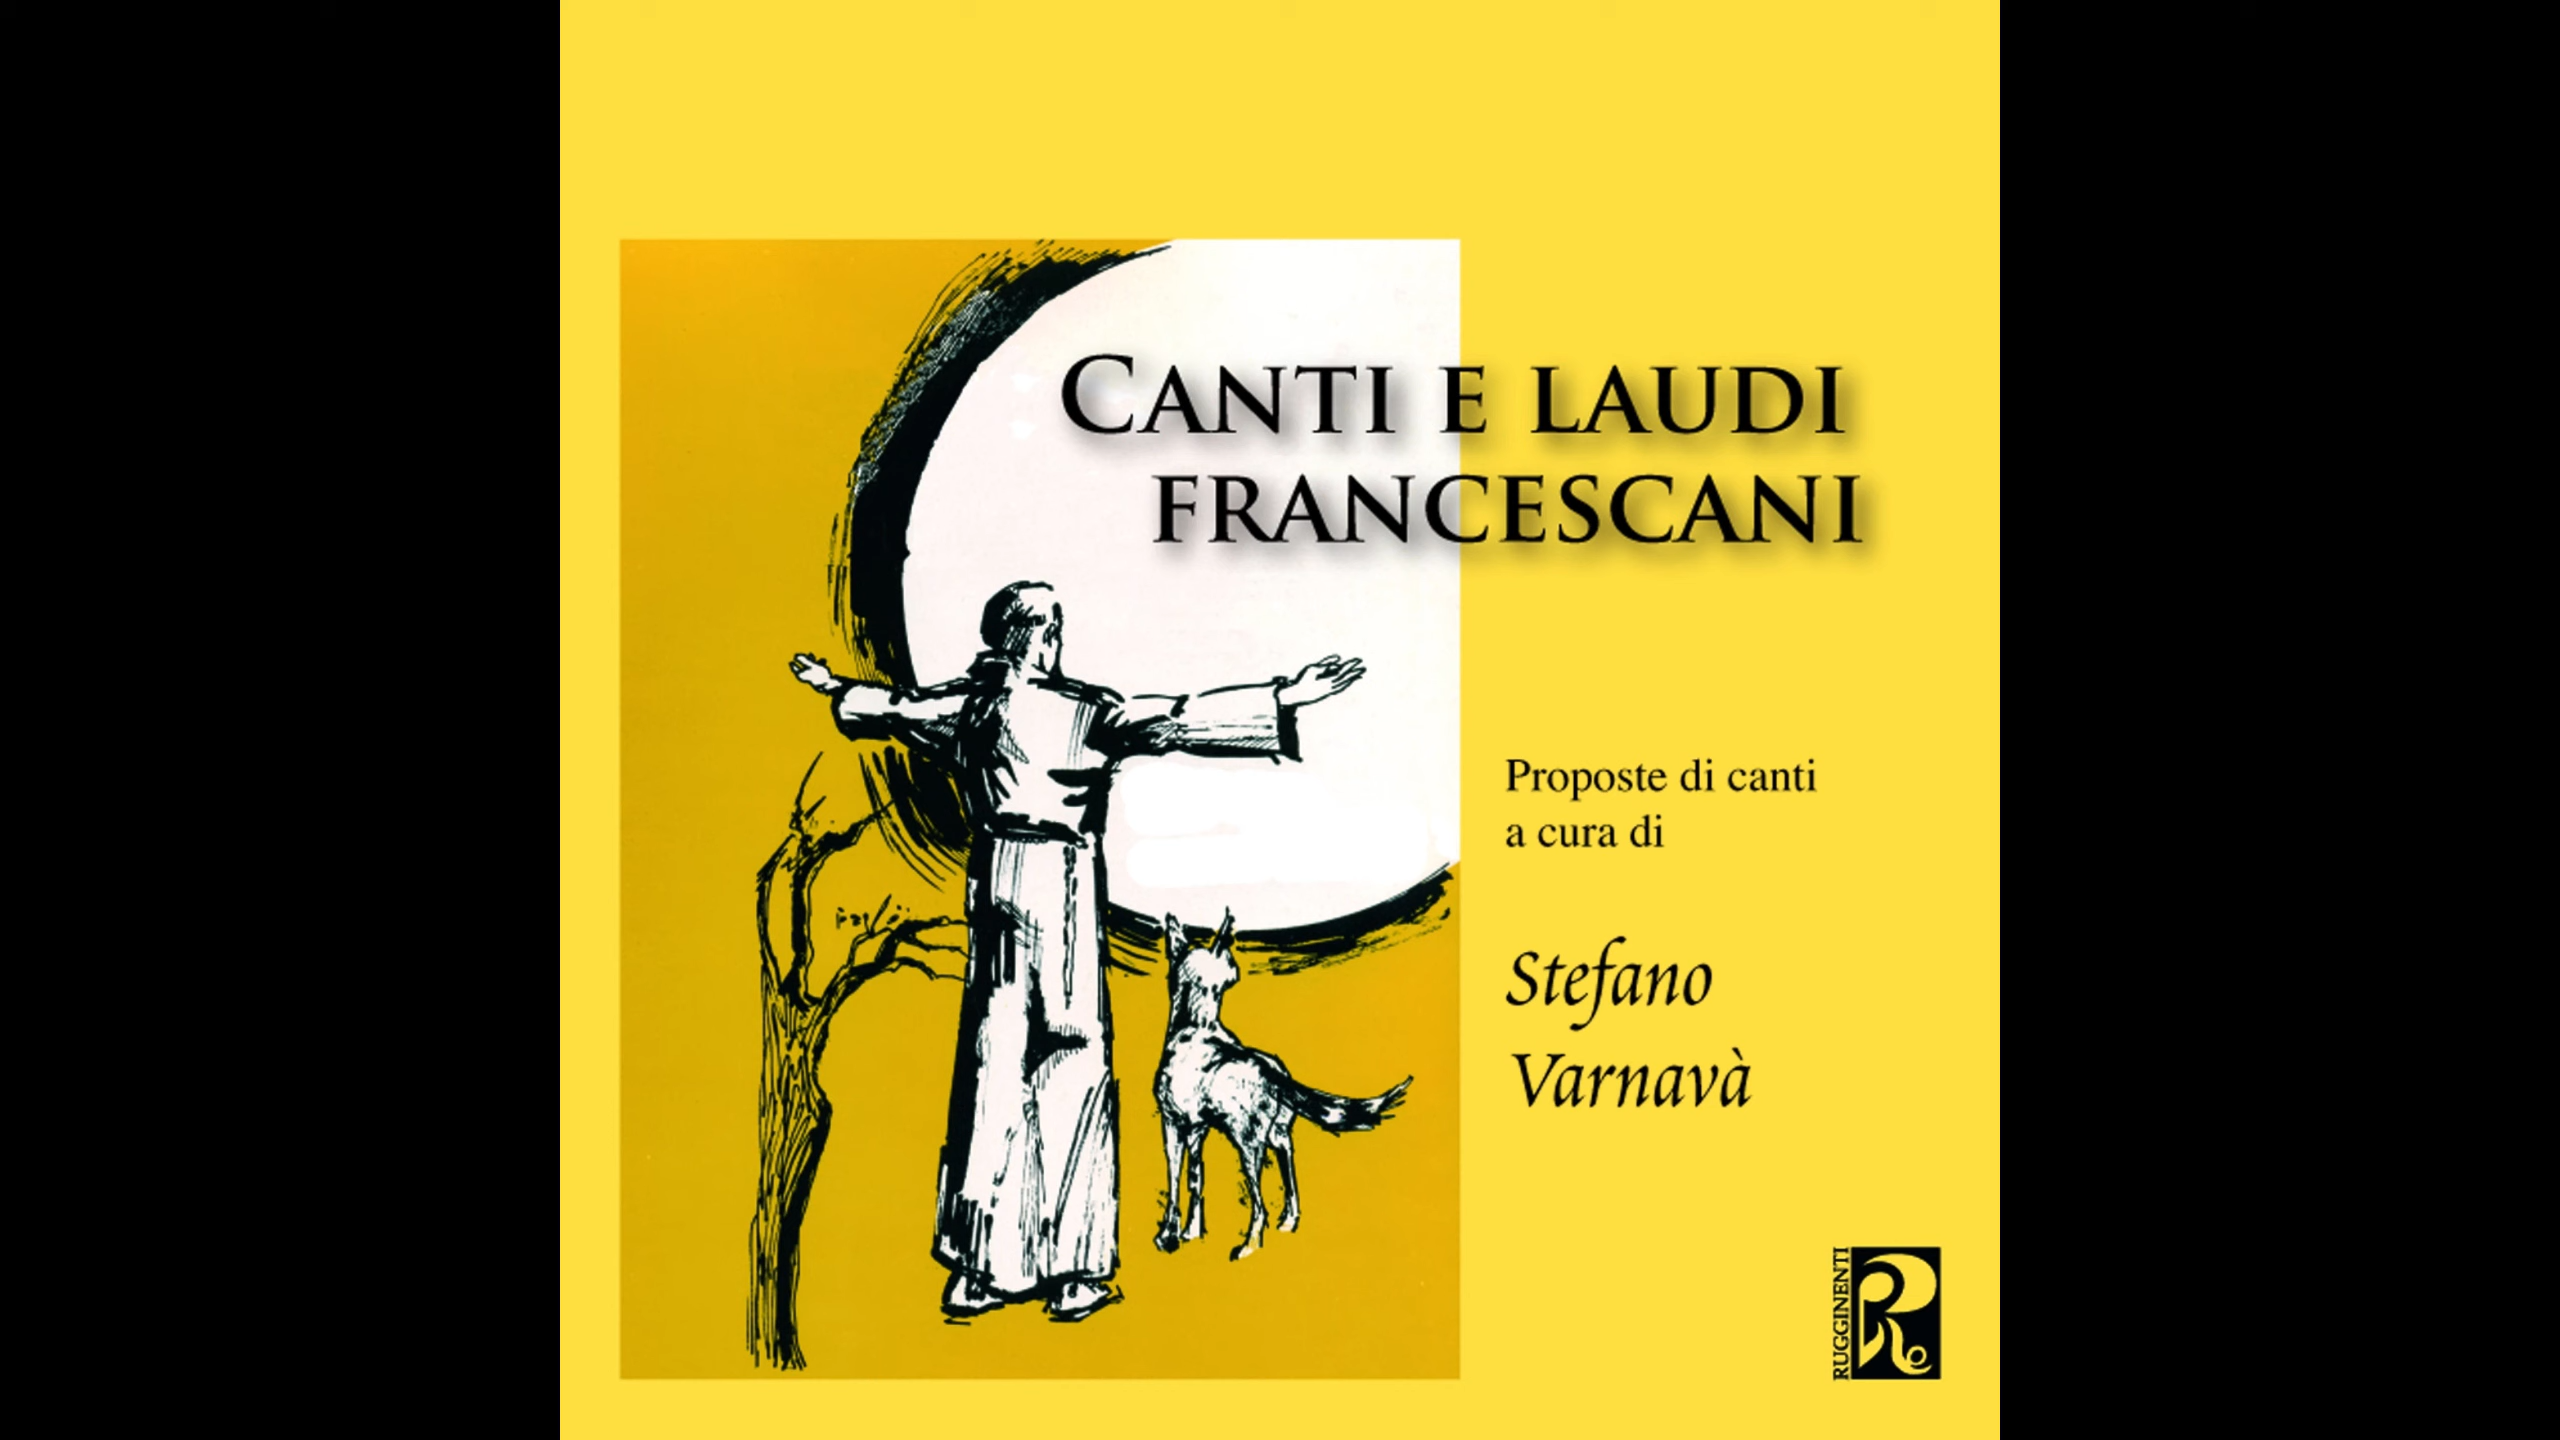 CANTI E LAUDI
FRANCESCANI
Proposte di canti
a cura di
Stefano
Varnavà
RUGGINENTI